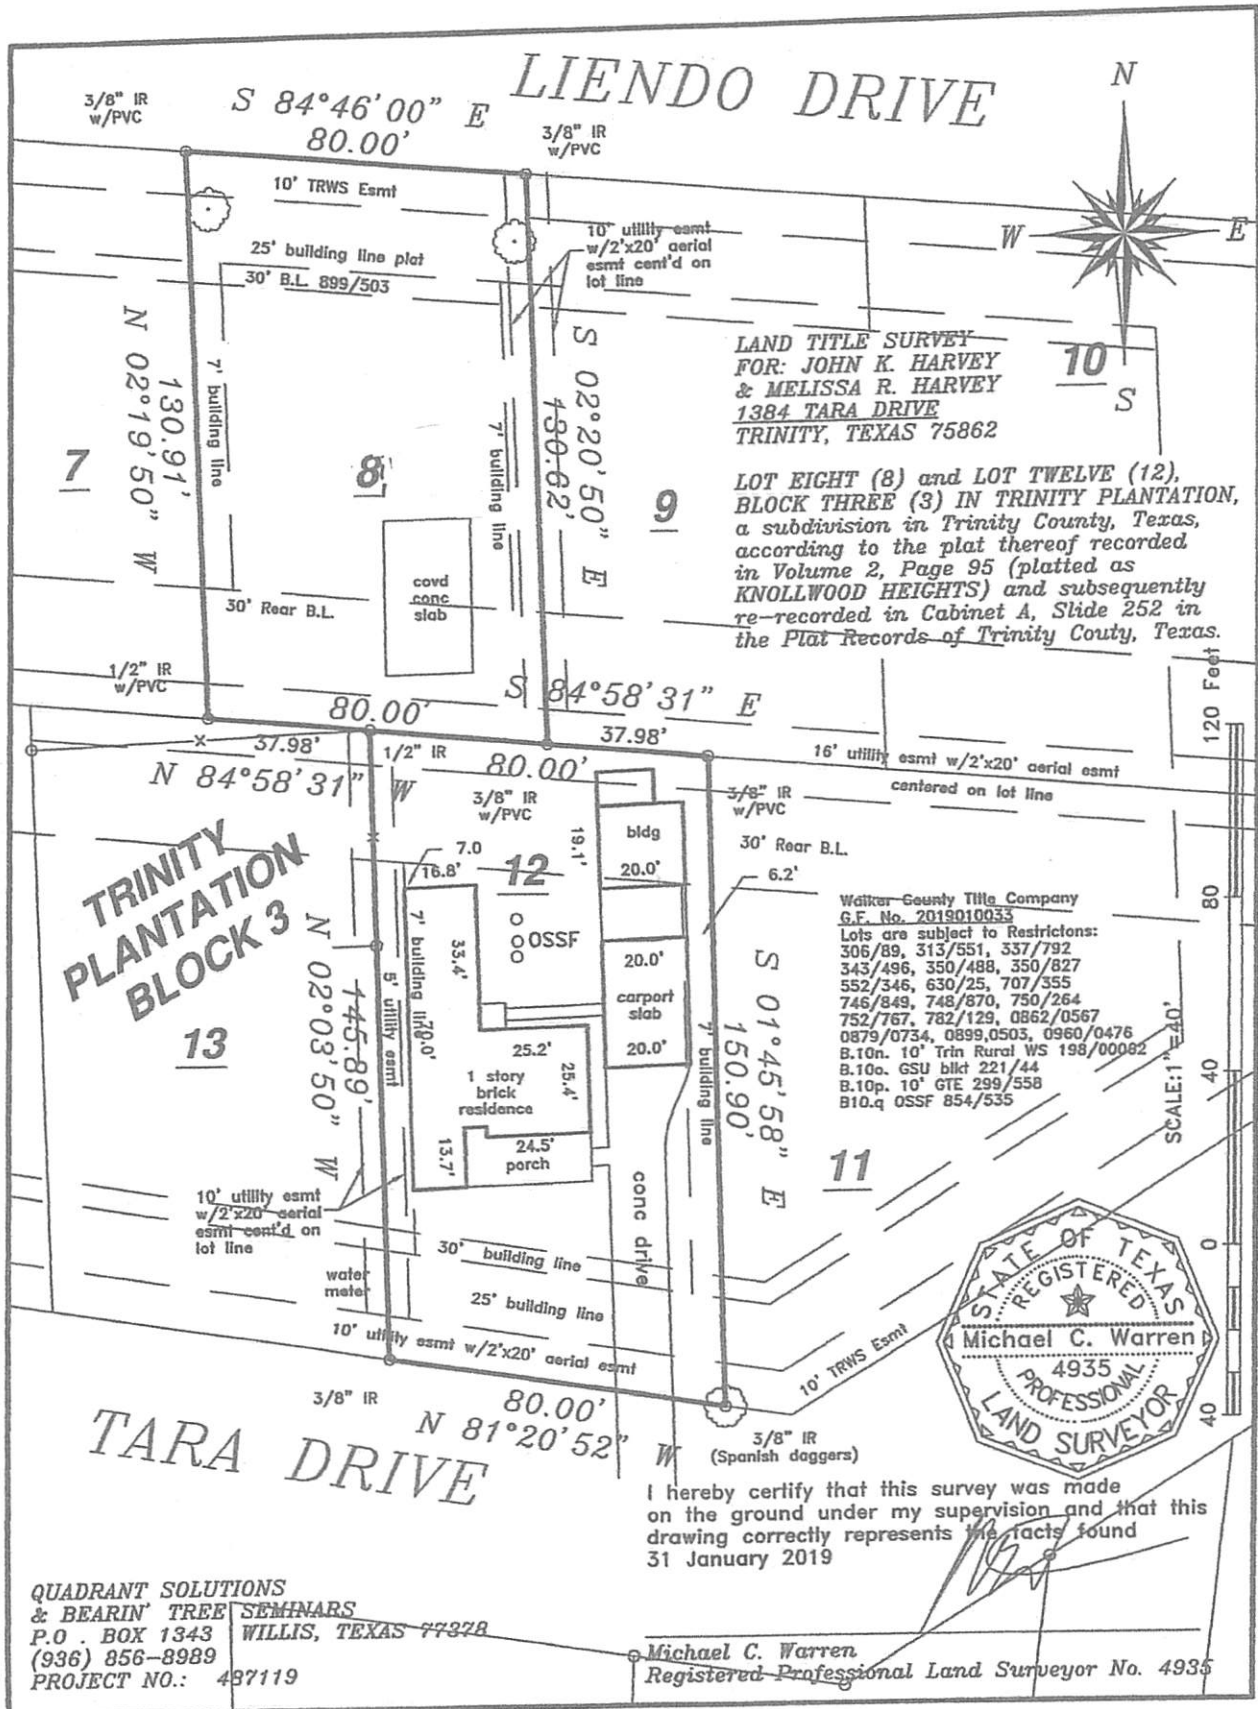 LIENDO DRIVE
3/8" IR
w/PVC
S 84°46'00" E
80.00'
3/8" IR
w/PVC
N
W
E
S
10' TRWS Esmt
10' utility esmt
w/2'x20' aerial
esmt cent'd on
lot line
25' building line plat
30' B.L. 899/503
N 02°19'50" W
130.91'
7' building line
7' building line
S 02°20'50" E
130.62'
7
8
9
10
LAND TITLE SURVEY
FOR: JOHN K. HARVEY
& MELISSA R. HARVEY
1384 TARA DRIVE
TRINITY, TEXAS 75862
LOT EIGHT (8) and LOT TWELVE (12),
BLOCK THREE (3) IN TRINITY PLANTATION,
a subdivision in Trinity County, Texas,
according to the plat thereof recorded
in Volume 2, Page 95 (platted as
KNOLLWOOD HEIGHTS) and subsequently
re-recorded in Cabinet A, Slide 252 in
the Plat Records of Trinity Couty, Texas.
covd
conc
slab
30' Rear B.L.
1/2" IR
w/PVC
80.00'
S 84°58'31" E
37.98'
37.98'
N 84°58'31" W
1/2" IR
80.00'
3/8" IR
w/PVC
3/8" IR
w/PVC
16' utility esmt w/2'x20' aerial esmt
centered on lot line
30' Rear B.L.
6.2'
120 Feet
80
40
0
40
SCALE:1"=40'
TRINITY
PLANTATION
BLOCK 3
13
12
11
7.0
16.8'
19.1'
bldg
20.0'
OSSF
33.4'
7' building line
70.0'
5' utility esmt
20.0'
carport
slab
20.0'
25.2'
25.4'
1 story
brick
residence
24.5'
porch
13.7'
N 02°03'50" W
145.89'
7' building line
S 01°45'58" E
150.90'
Walker County Title Company
G.F. No. 2019010033
Lots are subject to Restrictons:
306/89, 313/551, 337/792
343/496, 350/488, 350/827
552/346, 630/25, 707/355
746/849, 748/870, 750/264
752/767, 782/129, 0862/0567
0879/0734, 0899,0503, 0960/0476
B.10n. 10' Trin Rural WS 198/00062
B.10o. GSU blkt 221/44
B.10p. 10' GTE 299/558
B10.q OSSF 854/535
10' utility esmt
w/2'x20' aerial
esmt cent'd on
lot line
water
meter
conc drive
30' building line
25' building line
10' utility esmt w/2'x20' aerial esmt
10' TRWS Esmt
3/8" IR
80.00'
N 81°20'52" W
3/8" IR
(Spanish daggers)
TARA DRIVE
STATE OF TEXAS
REGISTERED
Michael C. Warren
4935
PROFESSIONAL
LAND SURVEYOR
I hereby certify that this survey was made
on the ground under my supervision and that this
drawing correctly represents the facts found
31 January 2019
QUADRANT SOLUTIONS
& BEARIN' TREE SEMINARS
P.O . BOX 1343 WILLIS, TEXAS 77378
(936) 856-8989
PROJECT NO.: 487119
Michael C. Warren
Registered Professional Land Surveyor No. 4935